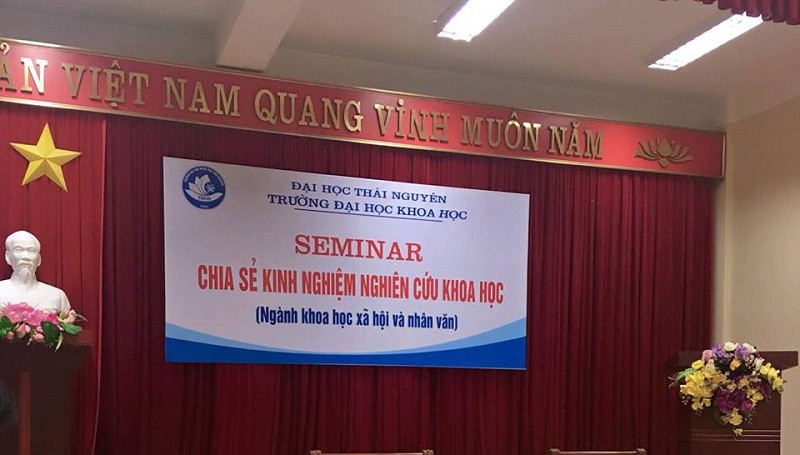 VIỆT NAM QUANG VINH MUÔN NĂM
ĐẠI HỌC THÁI NGUYÊN
TRƯỜNG ĐẠI HỌC KHOA HỌC
SEMINAR
CHIA SẺ KINH NGHIỆM NGHIÊN CỨU KHOA HỌC
(Ngành khoa học xã hội và nhân văn)